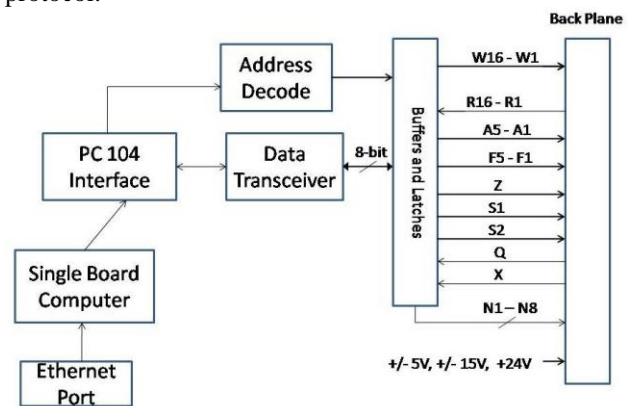 protocol.
Back Plane
Address
Decode
PC 104
Interface
Data
Transceiver
8-bit
Single Board
Computer
Ethernet
Port
Buffers and Latches
W16 - W1
R16 - R1
A5 - A1
F5 - F1
Z
S1
S2
Q
X
N1 – N8
+/- 5V, +/- 15V, +24V